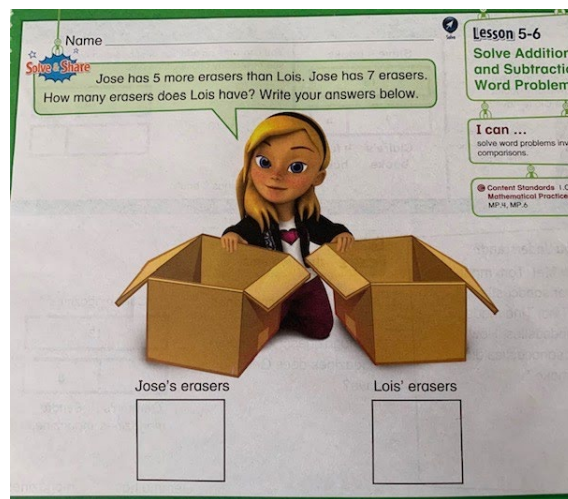 Name
Solve
Lesson 5-6
Solve & Share
Solve Addition
and Subtracti
Word Problem
Jose has 5 more erasers than Lois. Jose has 7 erasers.
How many erasers does Lois have? Write your answers below.
I can ...
solve word problems inv
comparisons.
Content Standards 1.O
Mathematical Practice
MP.4, MP.6
Jose's erasers
Lois' erasers